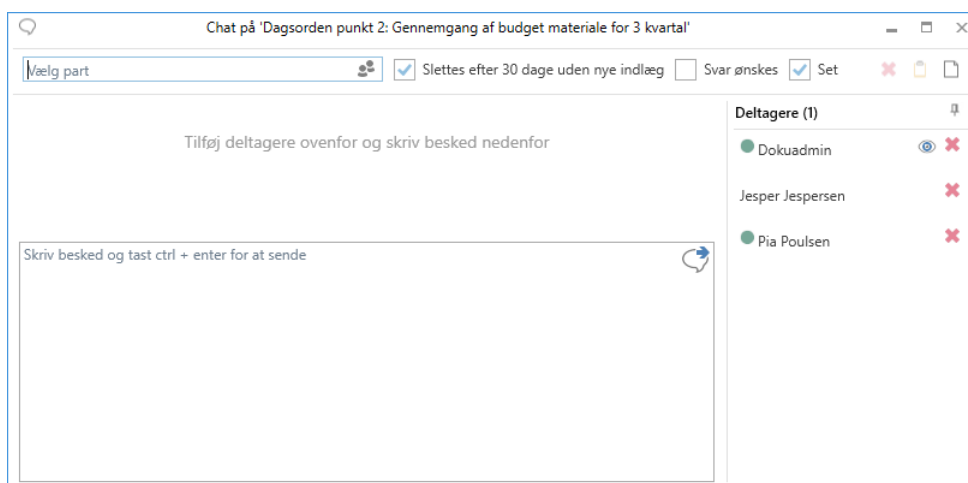 Chat på 'Dagsorden punkt 2: Gennemgang af budget materiale for 3 kvartal'
Vælg part
Slettes efter 30 dage uden nye indlæg
Svar ønskes
Set
Deltagere (1)
Tilføj deltagere ovenfor og skriv besked nedenfor
Dokuadmin
Jesper Jespersen
Pia Poulsen
Skriv besked og tast ctrl + enter for at sende